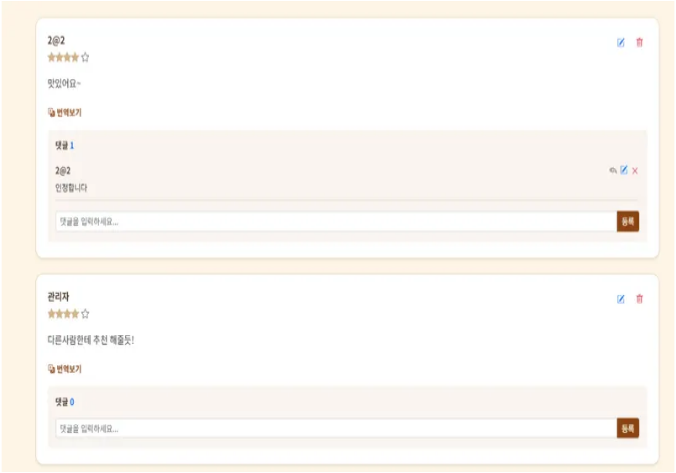 2@2
맛있어요~
번역보기
댓글 1
2@2
인정합니다
댓글을 입력하세요...
등록
관리자
다른사람한테 추천 해줄듯!
번역보기
댓글 0
댓글을 입력하세요...
등록